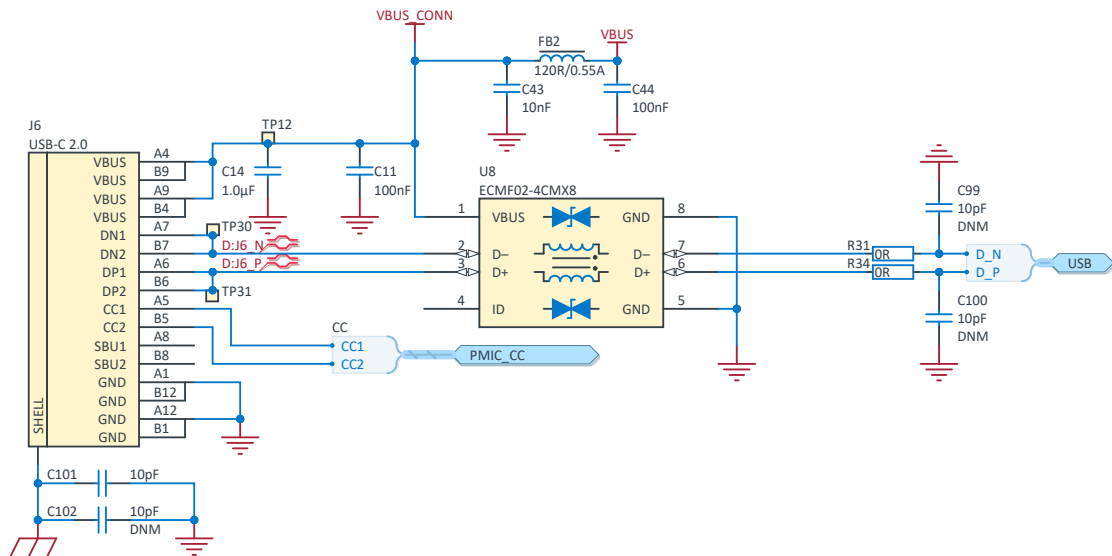 VBUS_CONN
FB2
120R/0.55A
VBUS
C43
10nF
C44
100nF
J6
USB-C 2.0
TP12
C14
1.0µF
C11
100nF
U8
ECMF02-4CMX8
VBUS A4
VBUS B9
VBUS A9
VBUS B4
DN1 A7
DN2 B7
DP1 A6
DP2 B6
CC1 A5
CC2 B5
SBU1 A8
SBU2 B8
GND A1
GND B12
GND A12
GND B1
SHELL
TP30
D:J6_N
D:J6_P
TP31
1 VBUS GND 8
2 D− D− 7
3 D+ D+ 6
4 ID GND 5
C99
10pF
DNM
R31
0R
R34
0R
D_N
D_P
USB
C100
10pF
DNM
CC
CC1
CC2
PMIC_CC
C101 10pF
C102 10pF
DNM